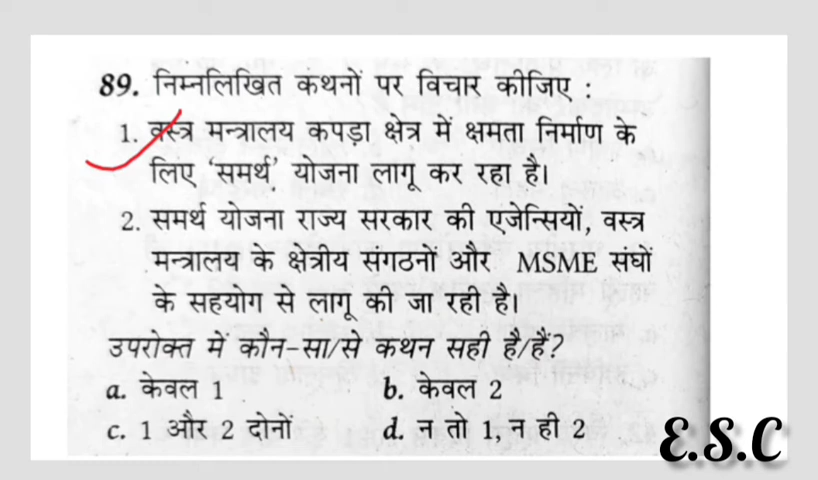 89. निम्नलिखित कथनों पर विचार कीजिए :
1. वस्त्र मन्त्रालय कपड़ा क्षेत्र में क्षमता निर्माण के
लिए ‘समर्थ’ योजना लागू कर रहा है।
2. समर्थ योजना राज्य सरकार की एजेन्सियों, वस्त्र
मन्त्रालय के क्षेत्रीय संगठनों और MSME संघों
के सहयोग से लागू की जा रही है।
उपरोक्त में कौन-सा/से कथन सही है/हैं?
a. केवल 1 b. केवल 2
c. 1 और 2 दोनों d. न तो 1, न ही 2
E.S.C